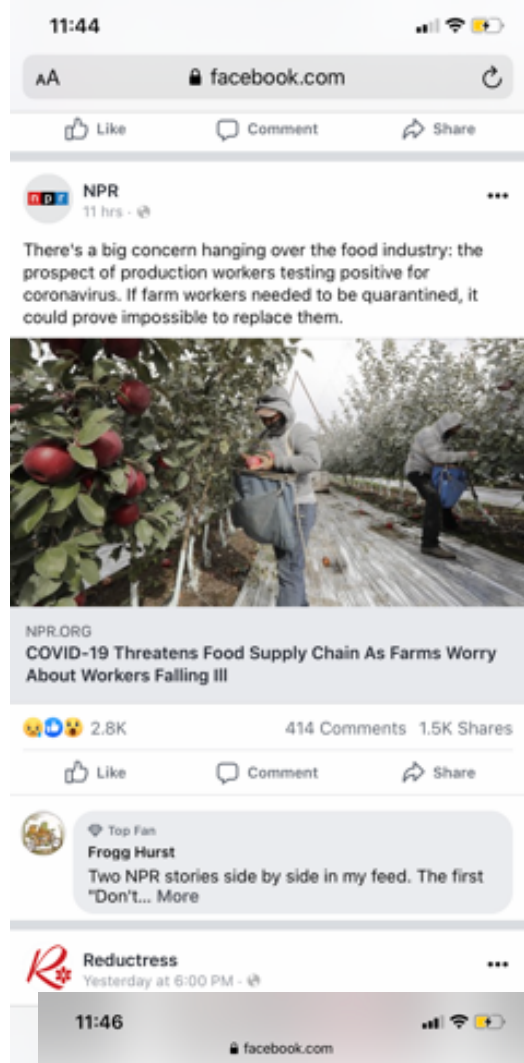 11:44
AA facebook.com
Like Comment Share
npr NPR
11 hrs ·
There's a big concern hanging over the food industry: the
prospect of production workers testing positive for
coronavirus. If farm workers needed to be quarantined, it
could prove impossible to replace them.
NPR.ORG
COVID-19 Threatens Food Supply Chain As Farms Worry
About Workers Falling Ill
2.8K 414 Comments 1.5K Shares
Like Comment Share
Top Fan
Frogg Hurst
Two NPR stories side by side in my feed. The first
"Don't... More
R Reductress
Yesterday at 6:00 PM ·
11:46
facebook.com